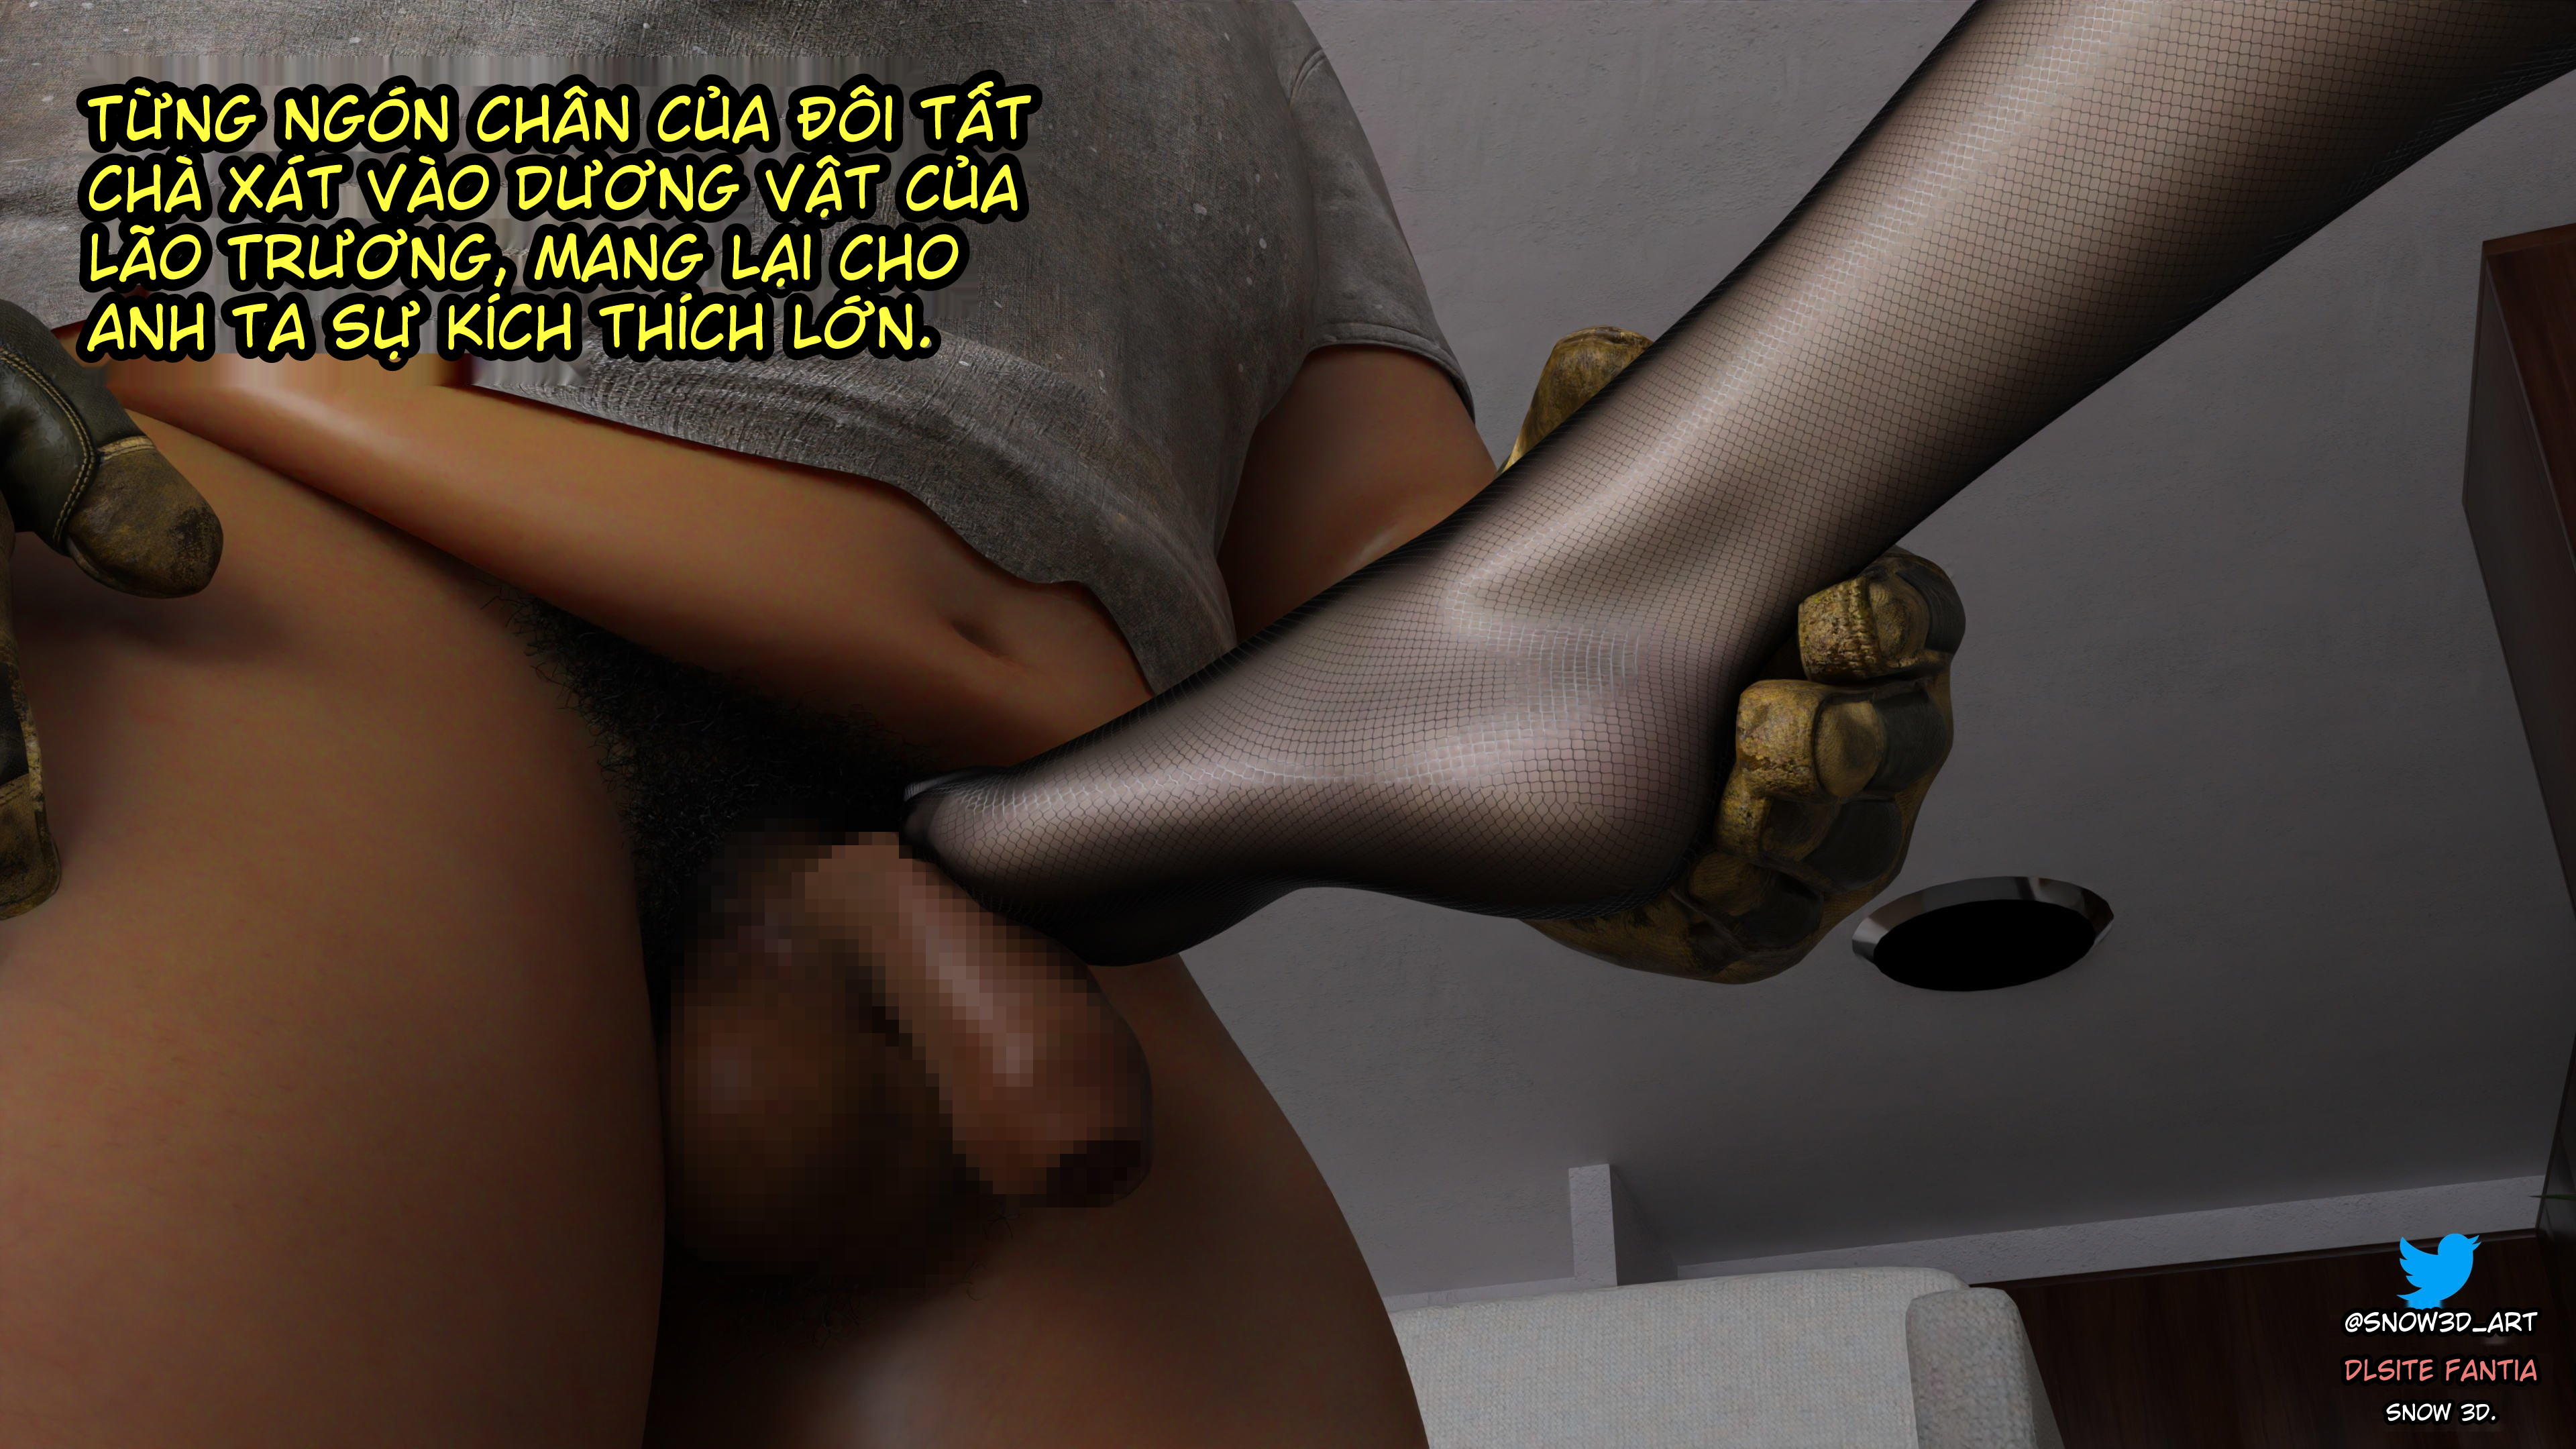 TỪNG NGÓN CHÂN CỦA ĐÔI TẤT
CHÀ XÁT VÀO DƯƠNG VẬT CỦA
LÃO TRƯƠNG, MANG LẠI CHO
ANH TA SỰ KÍCH THÍCH LỚN.
@SNOW3D_ART
DLSITE FANTIA
SNOW 3D.